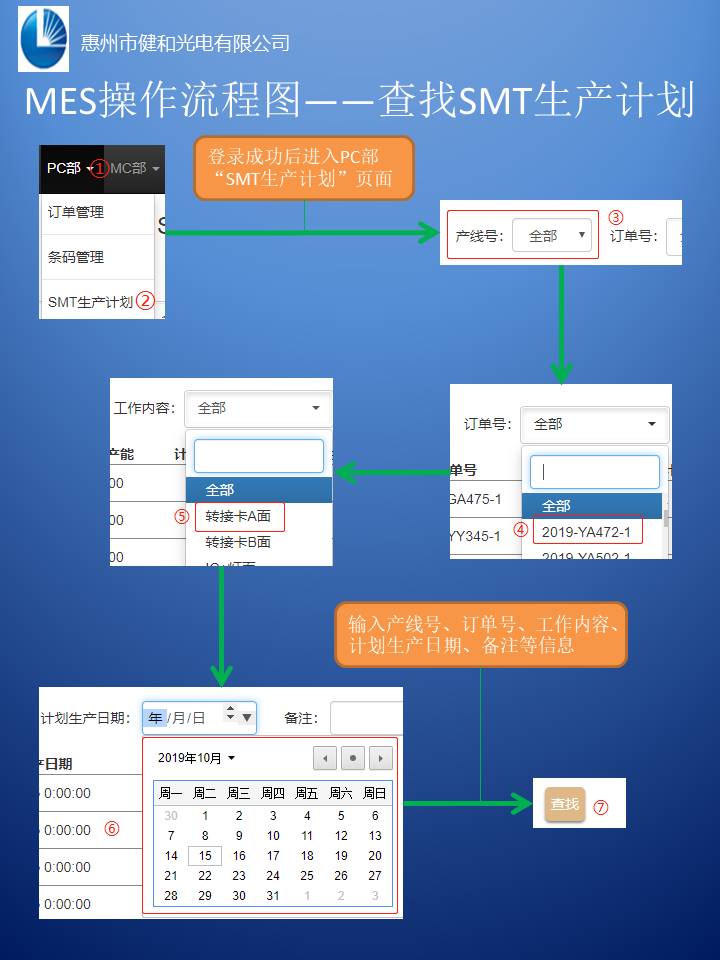 惠州市健和光电有限公司
MES操作流程图——查找SMT生产计划
PC部 ① MC部
订单管理
条码管理
SMT生产计划 ②
登录成功后进入PC部
“SMT生产计划”页面
③
产线号: 全部 订单号:
工作内容: 全部
产能 计
00
全部
00
⑤ 转接卡A面
00 转接卡B面
订单号: 全部
单号
GA475-1
全部
YY345-1 ④ 2019-YA472-1
2019-YA502-1
输入产线号、订单号、工作内容、
计划生产日期、备注等信息
计划生产日期: 年/月/日 备注:
产日期
2019年10月
0:00:00
周一 周二 周三 周四 周五 周六 周日
30 1 2 3 4 5 6
0:00:00 ⑥
7 8 9 10 11 12 13
14 15 16 17 18 19 20
0:00:00
21 22 23 24 25 26 27
28 29 30 31 1 2 3
0:00:00
查找 ⑦